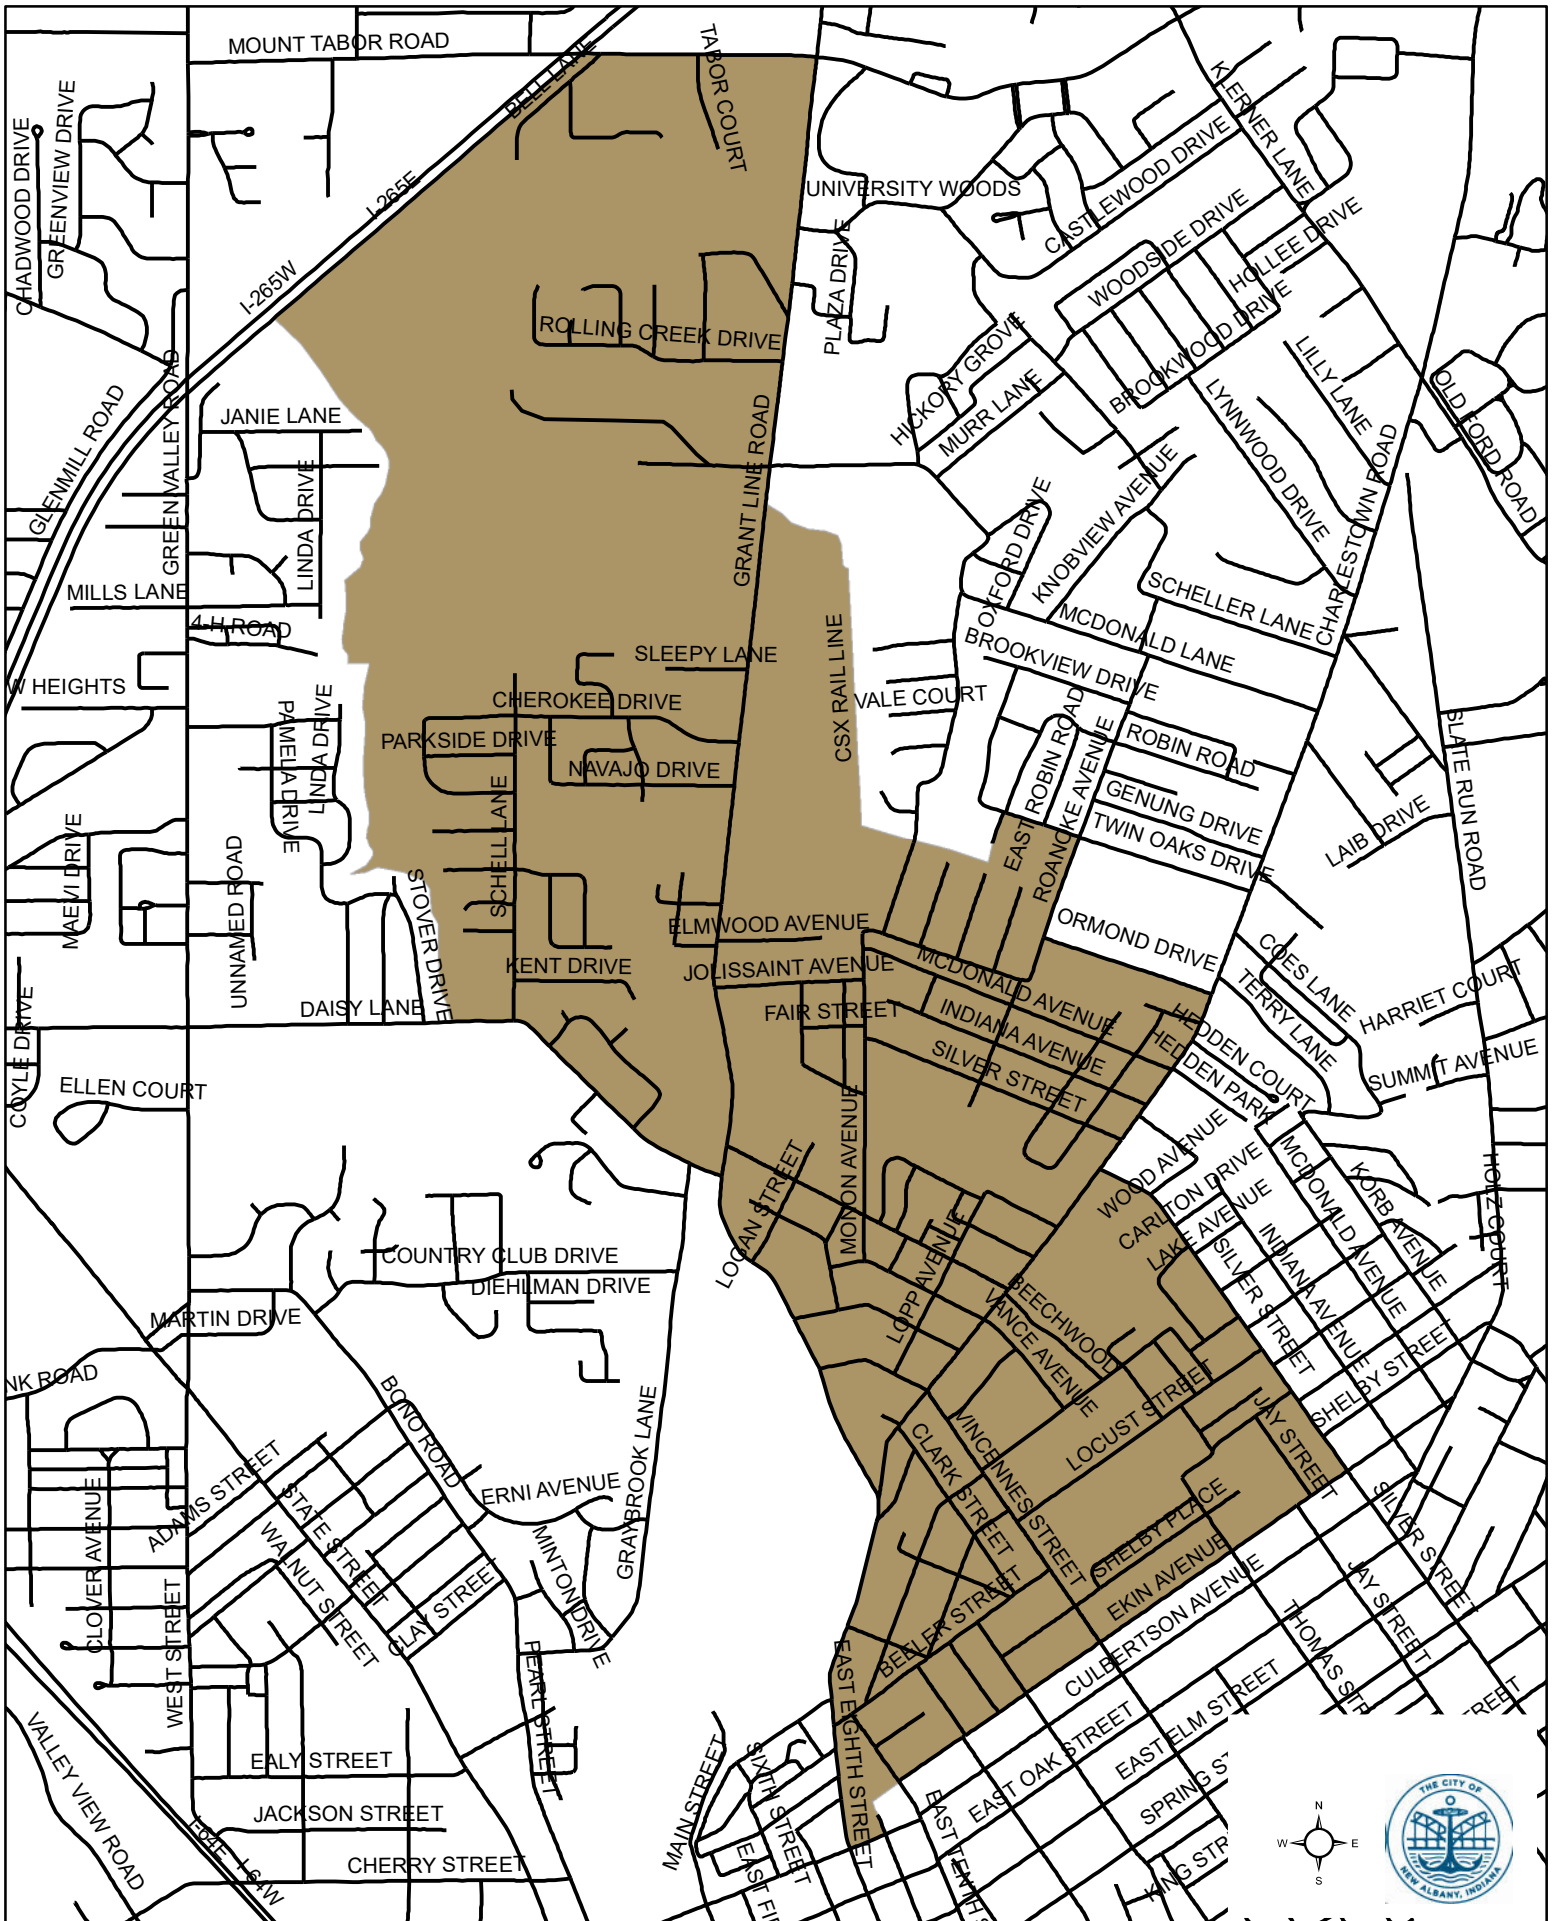 MOUNT TABOR ROAD
BELL LANE
TABOR COURT
KLERNER LANE
CHADWOOD DRIVE
GREENVIEW DRIVE
I-265E
I-265W
UNIVERSITY WOODS
CASTLEWOOD DRIVE
WOODSIDE DRIVE
HOLLEE DRIVE
PLAZA DRIVE
ROLLING CREEK DRIVE
BROOKWOOD DRIVE
HICKORY GROVE
MURR LANE
LILLY LANE
OLD FORD ROAD
GLENMILL ROAD
GREEN VALLEY ROAD
JANIE LANE
LINDA DRIVE
GRANT LINE ROAD
LYNNWOOD DRIVE
CHARLESTOWN ROAD
OXFORD DRIVE
KNOBVIEW AVENUE
MILLS LANE
4-H ROAD
SCHELLER LANE
MCDONALD LANE
BROOKVIEW DRIVE
SLEEPY LANE
CSX RAIL LINE
VALE COURT
W HEIGHTS
CHEROKEE DRIVE
PARKSIDE DRIVE
NAVAJO DRIVE
PAMELA DRIVE
LINDA DRIVE
EAST ROBIN ROAD
ROANOKE AVENUE
ROBIN ROAD
GENUNG DRIVE
TWIN OAKS DRIVE
SLATE RUN ROAD
LAIB DRIVE
MAEVI DRIVE
UNNAMED ROAD
SCHELL LANE
STOVER DRIVE
ELMWOOD AVENUE
ORMOND DRIVE
KENT DRIVE
JOLISSAINT AVENUE
MCDONALD AVENUE
COES LANE
TERRY LANE
HARRIET COURT
COYLE DRIVE
DAISY LANE
FAIR STREET
INDIANA AVENUE
SILVER STREET
HEDDEN COURT
HEDDEN PARK
SUMMIT AVENUE
ELLEN COURT
MONON AVENUE
LOGAN STREET
WOOD AVENUE
CARLTON DRIVE
LAKE AVENUE
MCDONALD AVENUE
KORB AVENUE
HOLZ COURT
COUNTRY CLUB DRIVE
DIEHLMAN DRIVE
LOPP AVENUE
BEECHWOOD
VANCE AVENUE
SILVER STREET
INDIANA AVENUE
SHELBY STREET
MARTIN DRIVE
NK ROAD
BONO ROAD
GRAYBROOK LANE
VINCENNES STREET
CLARK STREET
LOCUST STREET
JAY STREET
ADAMS STREET
STATE STREET
WALNUT STREET
ERNI AVENUE
CLOVER AVENUE
MINTON DRIVE
CLAY STREET
SHELBY PLACE
EKIN AVENUE
CULBERTSON AVENUE
SILVER STREET
JAY STREET
THOMAS STR
BEELER STREET
WEST STREET
PEARL STREET
EAST EIGHTH STREET
VALLEY VIEW ROAD
EALY STREET
JACKSON STREET
CHERRY STREET
I-64E
I-64W
MAIN STREET
SIXTH STREET
EAST FI
EAST TENTH S
EAST OAK STREET
EAST ELM STREET
SPRING S
KING STR
REET
N
W
E
S
THE CITY OF
NEW ALBANY, INDIANA